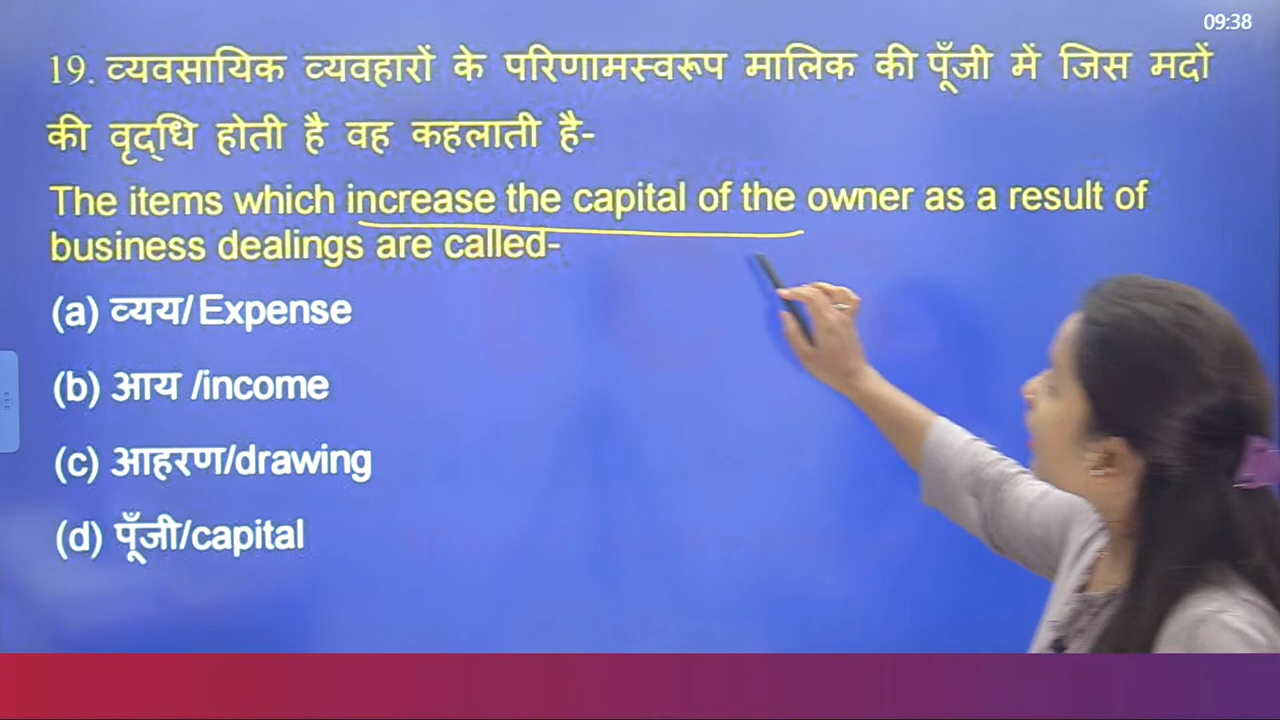 09:38
19. व्यवसायिक व्यवहारों के परिणामस्वरूप मालिक की पूँजी में जिस मदों
की वृद्धि होती है वह कहलाती है-
The items which increase the capital of the owner as a result of
business dealings are called-
(a) व्यय/ Expense
(b) आय /income
(c) आहरण/drawing
(d) पूँजी/capital